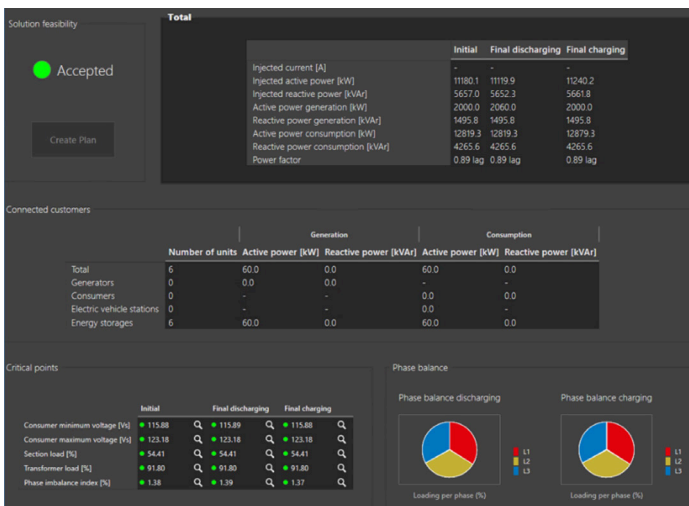 Solution feasibility
Accepted
Create Plan
Total
Initial Final discharging Final charging
Injected current [A] - - -
Injected active power [kW] 11180.1 11119.9 11240.2
Injected reactive power [kVAr] 5657.0 5652.3 5661.8
Active power generation [kW] 2000.0 2060.0 2000.0
Reactive power generation [kVAr] 1495.8 1495.8 1495.8
Active power consumption [kW] 12819.3 12819.3 12879.3
Reactive power consumption [kVAr] 4265.6 4265.6 4265.6
Power factor 0.89 lag 0.89 lag 0.89 lag
Connected customers
Generation Consumption
Number of units Active power [kW] Reactive power [kVAr] Active power [kW] Reactive power [kVAr]
Total 6 60.0 0.0 60.0 0.0
Generators 0 0.0 0.0 - -
Consumers 0 - - 0.0 0.0
Electric vehicle stations 0 - - 0.0 -
Energy storages 6 60.0 0.0 60.0 0.0
Critical points
Initial Final discharging Final charging
Consumer minimum voltage [Vs] 115.88 115.89 115.88
Consumer maximum voltage [Vs] 123.18 123.18 123.18
Section load [%] 54.41 54.41 54.41
Transformer load [%] 91.80 91.80 91.80
Phase imbalance index [%] 1.38 1.39 1.37
Phase balance
Phase balance discharging Phase balance charging
L1 L1
L2 L2
L3 L3
Loading per phase (%) Loading per phase (%)